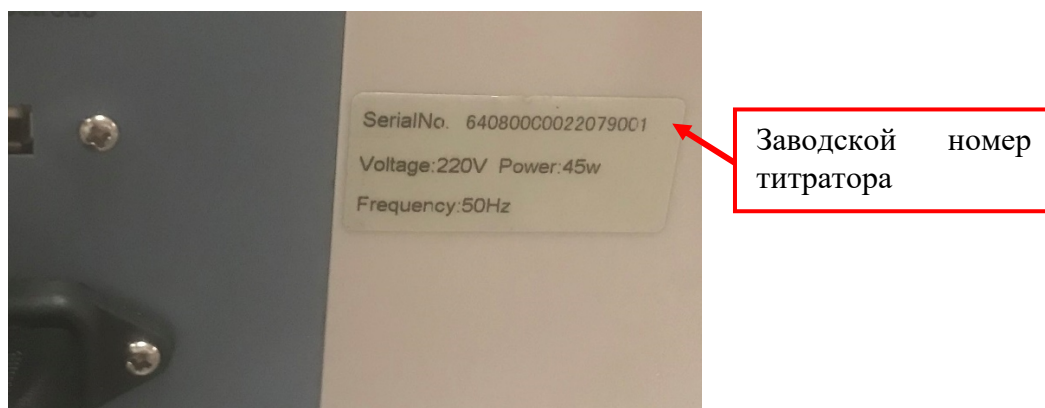 SerialNo. 640800C0022079001
Voltage:220V Power:45w
Frequency:50Hz
Заводской номер
титратора